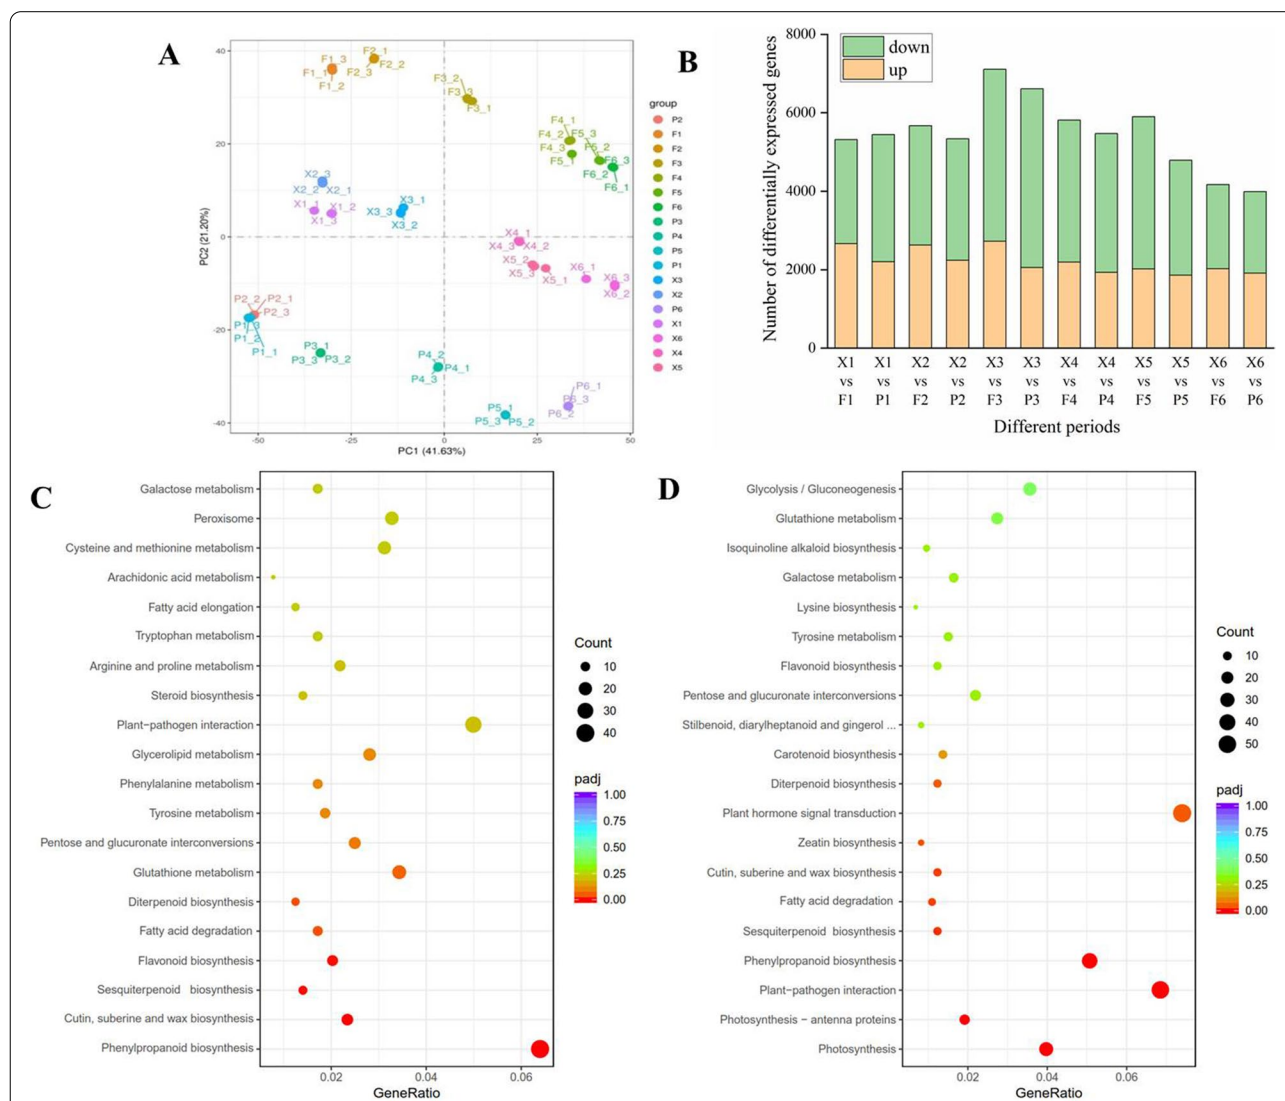 A
40
20
0
-20
-40
PC2 (21.20%)
-50
-25
0
25
50
PC1 (41.63%)
F1_3
F1_1
F1_2
F2_1
F2_2
F2_3
F3_2
F3_3
F3_1
F4_1
F4_2
F4_3
F5_3
F5_2
F5_1
F6_3
F6_2
F6_1
X2_3
X2_2
X2_1
X1_1
X1_2
X1_3
X3_1
X3_3
X3_2
X4_1
X4_3
X4_2
X5_2
X5_3
X5_1
X6_1
X6_3
X6_2
P2_2
P2_1
P2_3
P1_3
P1_2
P1_1
P3_1
P3_3
P3_2
P4_2
P4_1
P4_3
P5_1
P5_3
P5_2
P6_1
P6_3
P6_2
group
P2
F1
F2
F3
F4
F5
F6
P3
P4
P5
P1
X3
X2
P6
X1
X6
X4
X5
B
Number of differentially expressed genes
8000
6000
4000
2000
0
down
up
X1 X1 X2 X2 X3 X3 X4 X4 X5 X5 X6 X6
vs vs vs vs vs vs vs vs vs vs vs vs
F1 P1 F2 P2 F3 P3 F4 P4 F5 P5 F6 P6
Different periods
C
Galactose metabolism
Peroxisome
Cysteine and methionine metabolism
Arachidonic acid metabolism
Fatty acid elongation
Tryptophan metabolism
Arginine and proline metabolism
Steroid biosynthesis
Plant−pathogen interaction
Glycerolipid metabolism
Phenylalanine metabolism
Tyrosine metabolism
Pentose and glucuronate interconversions
Glutathione metabolism
Diterpenoid biosynthesis
Fatty acid degradation
Flavonoid biosynthesis
Sesquiterpenoid biosynthesis
Cutin, suberine and wax biosynthesis
Phenylpropanoid biosynthesis
0.02
0.04
0.06
GeneRatio
Count
10
20
30
40
padj
1.00
0.75
0.50
0.25
0.00
D
Glycolysis / Gluconeogenesis
Glutathione metabolism
Isoquinoline alkaloid biosynthesis
Galactose metabolism
Lysine biosynthesis
Tyrosine metabolism
Flavonoid biosynthesis
Pentose and glucuronate interconversions
Stilbenoid, diarylheptanoid and gingerol ...
Carotenoid biosynthesis
Diterpenoid biosynthesis
Plant hormone signal transduction
Zeatin biosynthesis
Cutin, suberine and wax biosynthesis
Fatty acid degradation
Sesquiterpenoid biosynthesis
Phenylpropanoid biosynthesis
Plant−pathogen interaction
Photosynthesis − antenna proteins
Photosynthesis
0.02
0.04
0.06
GeneRatio
Count
10
20
30
40
50
padj
1.00
0.75
0.50
0.25
0.00